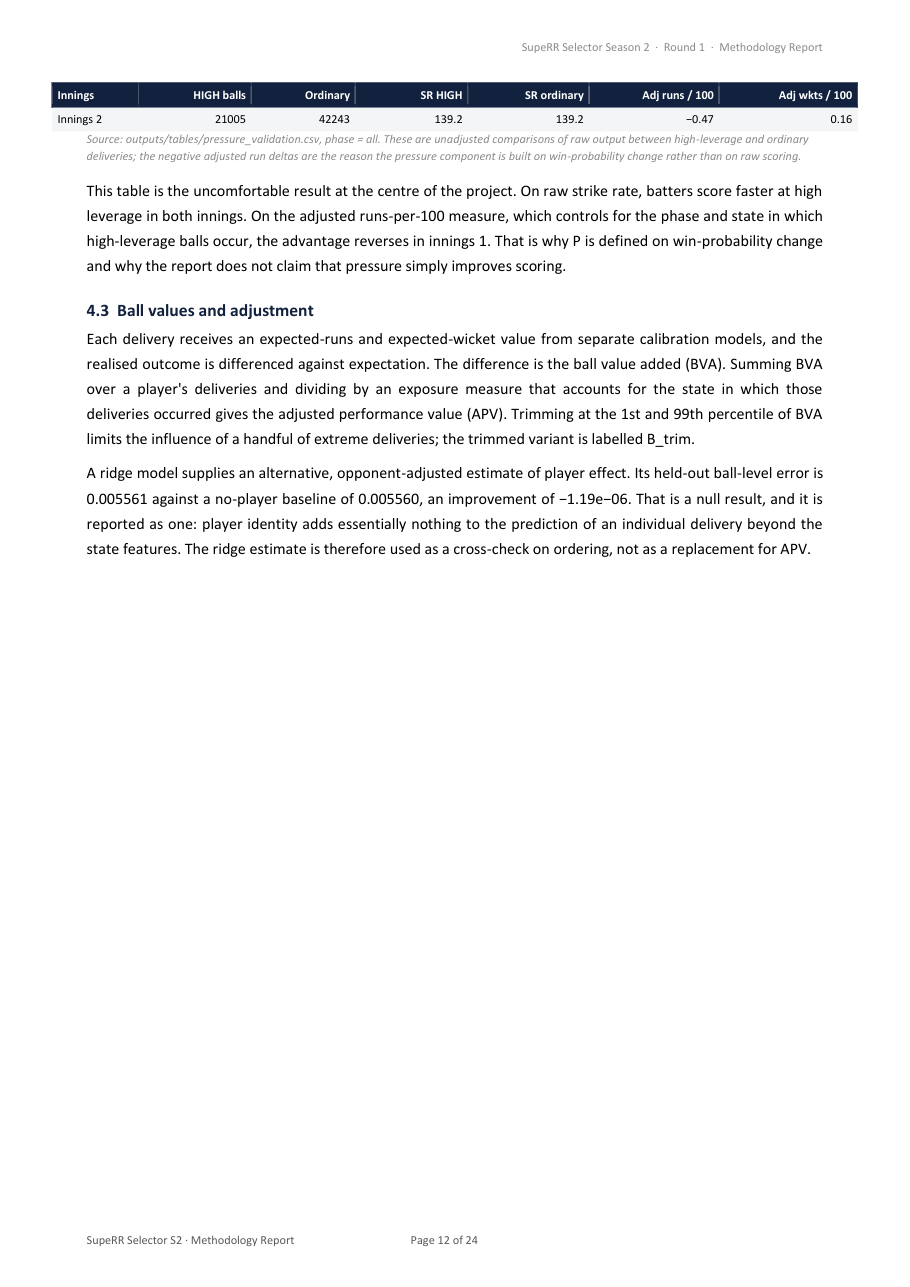 SupeRR Selector Season 2 · Round 1 · Methodology Report
Innings HIGH balls Ordinary SR HIGH SR ordinary Adj runs / 100 Adj wkts / 100
Innings 2 21005 42243 139.2 139.2 −0.47 0.16
Source: outputs/tables/pressure_validation.csv, phase = all. These are unadjusted comparisons of raw output between high-leverage and ordinary
deliveries; the negative adjusted run deltas are the reason the pressure component is built on win-probability change rather than on raw scoring.
This table is the uncomfortable result at the centre of the project. On raw strike rate, batters score faster at high
leverage in both innings. On the adjusted runs-per-100 measure, which controls for the phase and state in which
high-leverage balls occur, the advantage reverses in innings 1. That is why P is defined on win-probability change
and why the report does not claim that pressure simply improves scoring.
4.3 Ball values and adjustment
Each delivery receives an expected-runs and expected-wicket value from separate calibration models, and the
realised outcome is differenced against expectation. The difference is the ball value added (BVA). Summing BVA
over a player's deliveries and dividing by an exposure measure that accounts for the state in which those
deliveries occurred gives the adjusted performance value (APV). Trimming at the 1st and 99th percentile of BVA
limits the influence of a handful of extreme deliveries; the trimmed variant is labelled B_trim.
A ridge model supplies an alternative, opponent-adjusted estimate of player effect. Its held-out ball-level error is
0.005561 against a no-player baseline of 0.005560, an improvement of −1.19e−06. That is a null result, and it is
reported as one: player identity adds essentially nothing to the prediction of an individual delivery beyond the
state features. The ridge estimate is therefore used as a cross-check on ordering, not as a replacement for APV.
SupeRR Selector S2 · Methodology Report Page 12 of 24